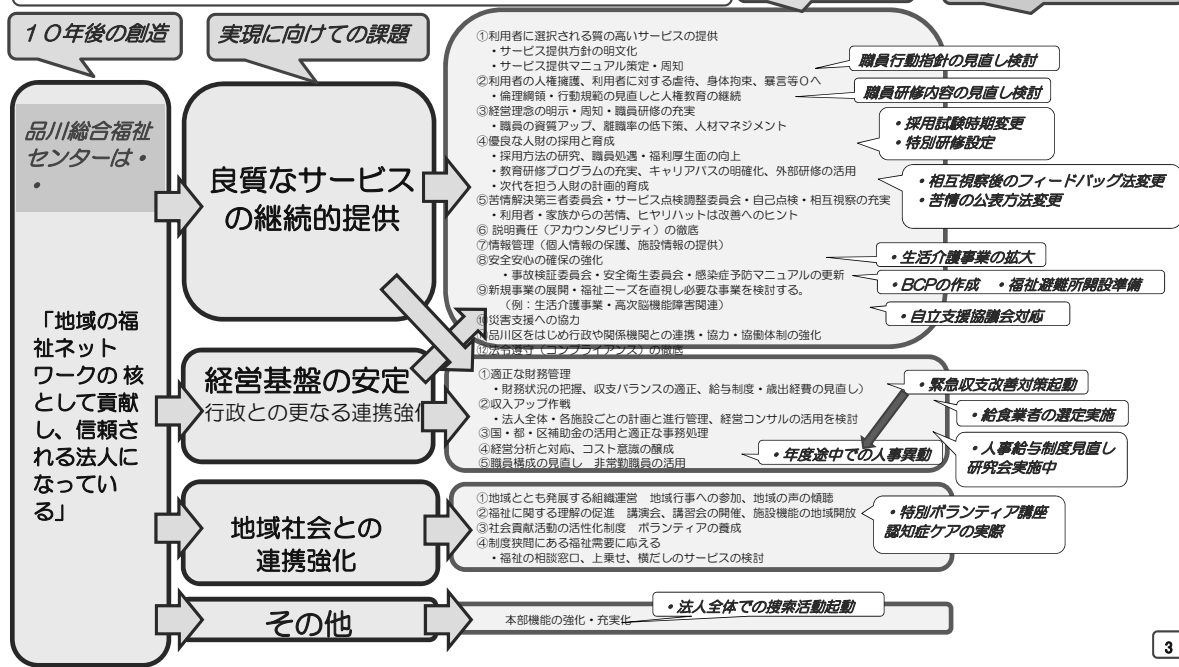 １０年後の創造
実現に向けての課題
品川総合福祉
センターは・
・
「地域の福
祉ネット
ワークの 核
として貢献
し、信頼さ
れる法人に
なってい
る」
良質なサービス
の継続的提供
①利用者に選択される質の高いサービスの提供
・サービス提供方針の明文化
・サービス提供マニュアル策定・周知
②利用者の人権擁護、利用者に対する虐待、身体拘束、暴言等０へ
・倫理綱領・行動規範の見直しと人権教育の継続
③経営理念の明示・周知・職員研修の充実
・職員の資質アップ、離職率の低下策、人材マネジメント
④優良な人財の採用と育成
・採用方法の研究、職員処遇・福利厚生面の向上
・教育研修プログラムの充実、キャリアパスの明確化、外部研修の活用
・次代を担う人財の計画的育成
⑤苦情解決第三者委員会・サービス点検調整委員会・自己点検・相互視察の充実
・利用者・家族からの苦情、ヒヤリハットは改善へのヒント
⑥ 説明責任（アカウンタビリティ）の徹底
⑦情報管理（個人情報の保護、施設情報の提供）
⑧安全安心の確保の強化
・事故検証委員会・安全衛生委員会・感染症予防マニュアルの更新
⑨新規事業の展開・福祉ニーズを直視し必要な事業を検討する。
（例：生活介護事業・高次脳機能障害関連）
⑩災害支援への協力
品川区をはじめ行政や関係機関との連携・協力・協働体制の強化
⑫法令遵守（コンプライアンス）の徹底
職員行動指針の見直し検討
職員研修内容の見直し検討
・採用試験時期変更
・特別研修設定
・相互視察後のフィードバッグ法変更
・苦情の公表方法変更
・生活介護事業の拡大
・BCPの作成　・福祉避難所開設準備
・自立支援協議会対応
経営基盤の安定
行政との更なる連携強化
①適正な財務管理
・財務状況の把握、収支バランスの適正、給与制度・歳出経費の見直し）
②収入アップ作戦
・法人全体・各施設ごとの計画と進行管理、経営コンサルの活用を検討
③国・都・区補助金の活用と適正な事務処理
④経営分析と対応、コスト意識の醸成
⑤職員構成の見直し　非常勤職員の活用
・緊急収支改善対策起動
・給食業者の選定実施
・人事給与制度見直し
研究会実施中
・年度途中での人事異動
地域社会との
連携強化
①地域ととも発展する組織運営　地域行事への参加、地域の声の傾聴
②福祉に関する理解の促進　講演会、講習会の開催、施設機能の地域開放
③社会貢献活動の活性化制度　ボランティアの養成
④制度狭間にある福祉需要に応える
・福祉の相談窓口、上乗せ、横だしのサービスの検討
・特別ボランティア講座
認知症ケアの実際
その他
本部機能の強化・充実化
・法人全体での捜索活動起動
3